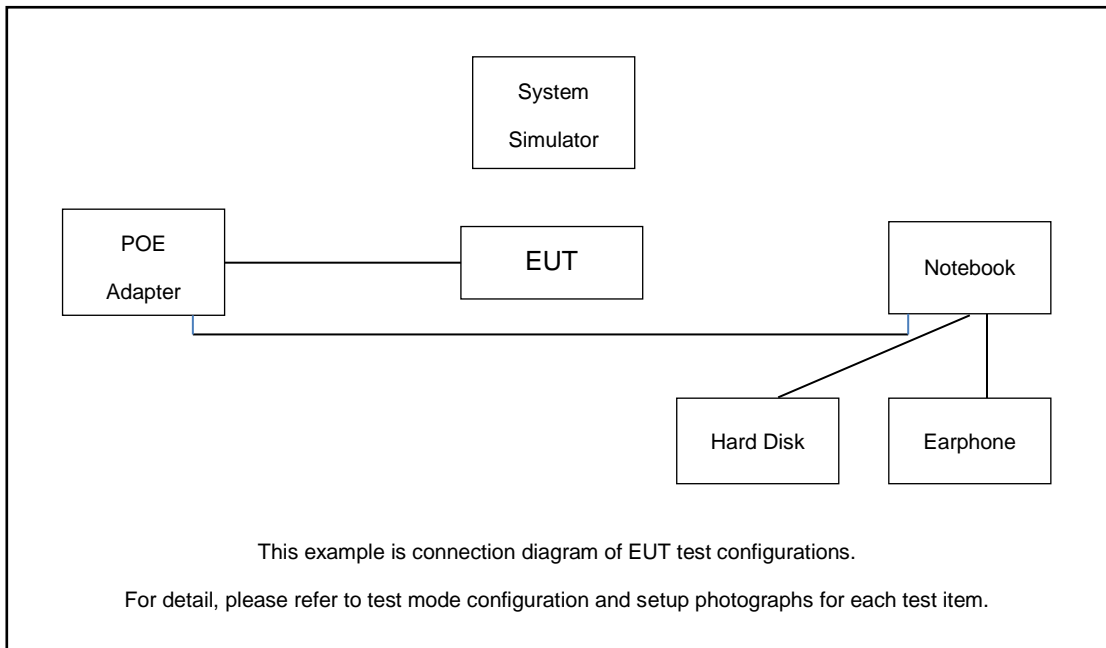 System
Simulator
POE
Adapter
EUT
Notebook
Hard Disk
Earphone
This example is connection diagram of EUT test configurations.
For detail, please refer to test mode configuration and setup photographs for each test item.